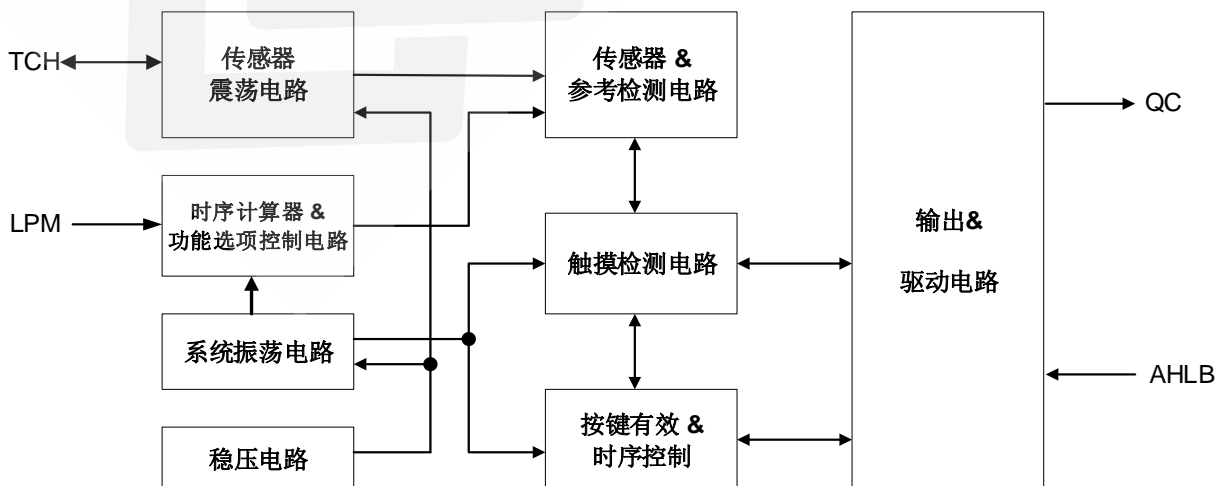 TCH
传感器
震荡电路
传感器 &
参考检测电路
QC
LPM
时序计算器 &
功能选项控制电路
触摸检测电路
输出&
驱动电路
系统振荡电路
AHLB
稳压电路
按键有效 &
时序控制